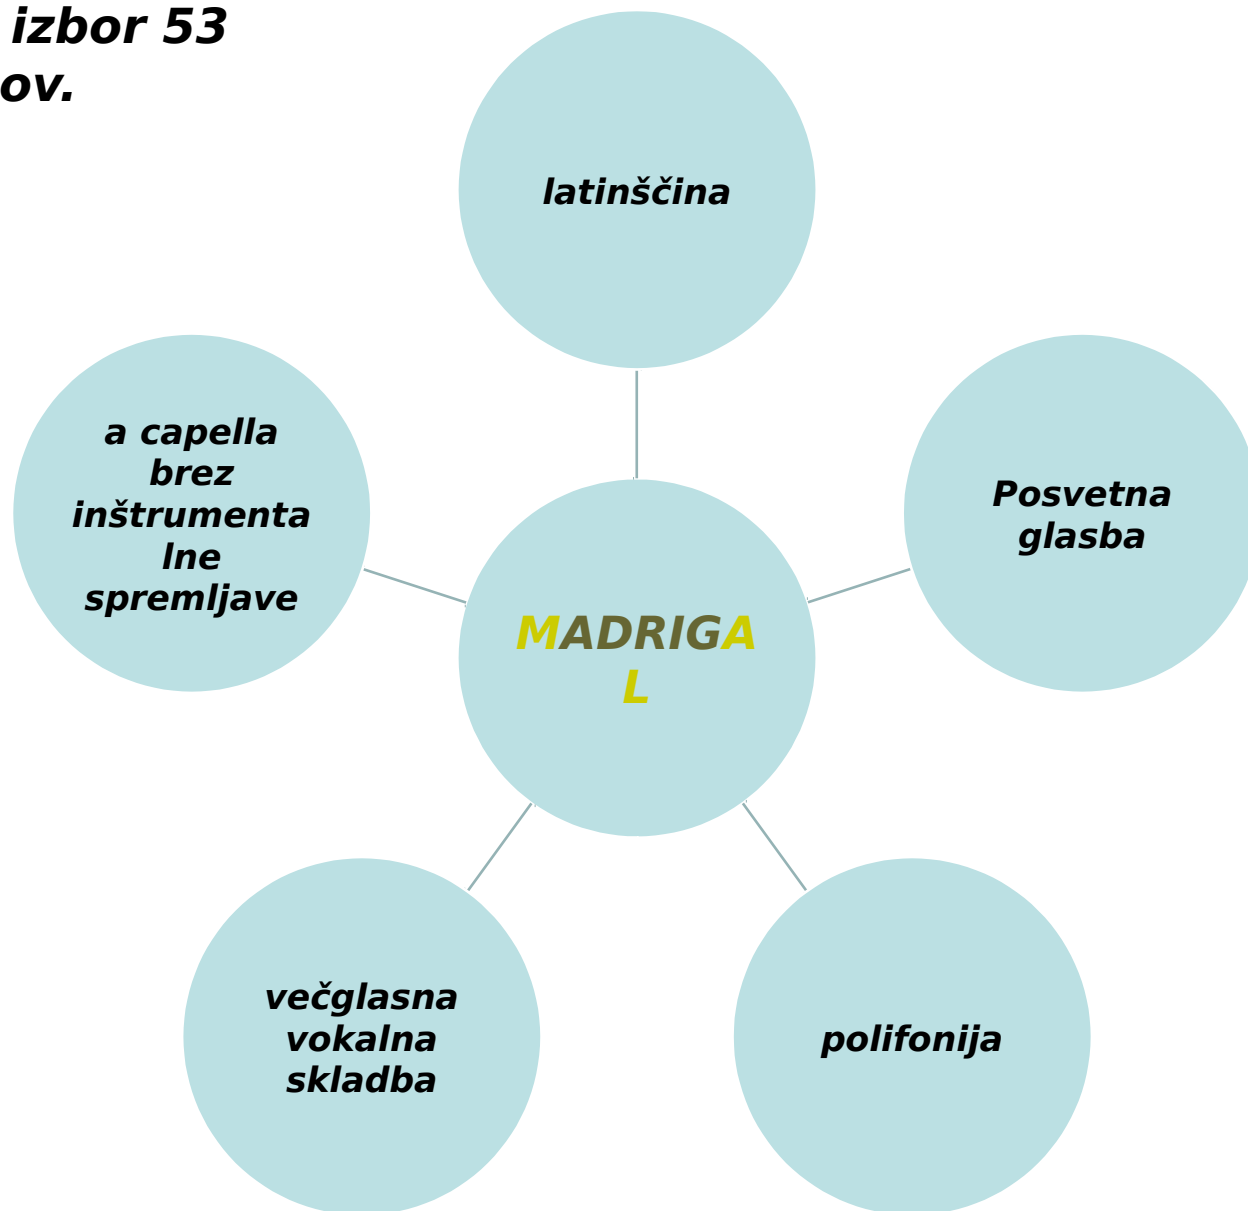 izbor 53
ov.
latinščina
a capella
brez
inštrumenta
lne
spremljave
Posvetna
glasba
MADRIGA
L
večglasna
vokalna
skladba
polifonija